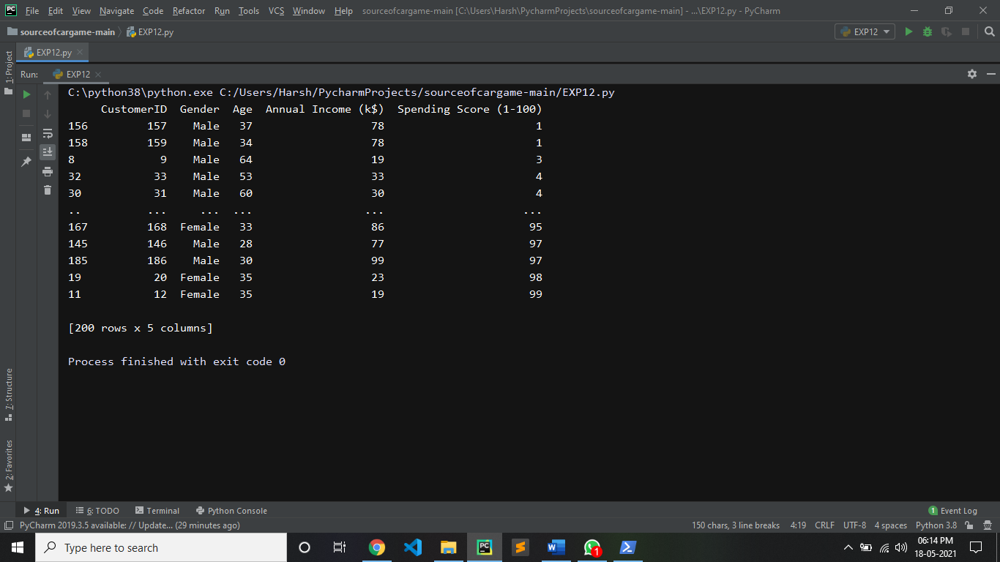 PC File Edit View Navigate Code Refactor Run Tools VCS Window Help sourceofcargame-main [C:\Users\Harsh\PycharmProjects\sourceofcargame-main] - ...\EXP12.py - PyCharm
sourceofcargame-main EXP12.py EXP12
EXP12.py
1: Project
Run: EXP12
C:\python38\python.exe C:/Users/Harsh/PycharmProjects/sourceofcargame-main/EXP12.py
     CustomerID  Gender  Age  Annual Income (k$)  Spending Score (1-100)
156         157    Male   37                  78                       1
158         159    Male   34                  78                       1
8             9    Male   64                  19                       3
32           33    Male   53                  33                       4
30           31    Male   60                  30                       4
..          ...     ...  ...                 ...                     ...
167         168  Female   33                  86                      95
145         146    Male   28                  77                      97
185         186    Male   30                  99                      97
19           20  Female   35                  23                      98
11           12  Female   35                  19                      99
[200 rows x 5 columns]
Process finished with exit code 0
7: Structure
2: Favorites
4: Run 6: TODO Terminal Python Console 1 Event Log
PyCharm 2019.3.5 available: // Update... (29 minutes ago) 150 chars, 3 line breaks 4:19 CRLF UTF-8 4 spaces Python 3.8
Type here to search PC W 1 06:14 PM
18-05-2021